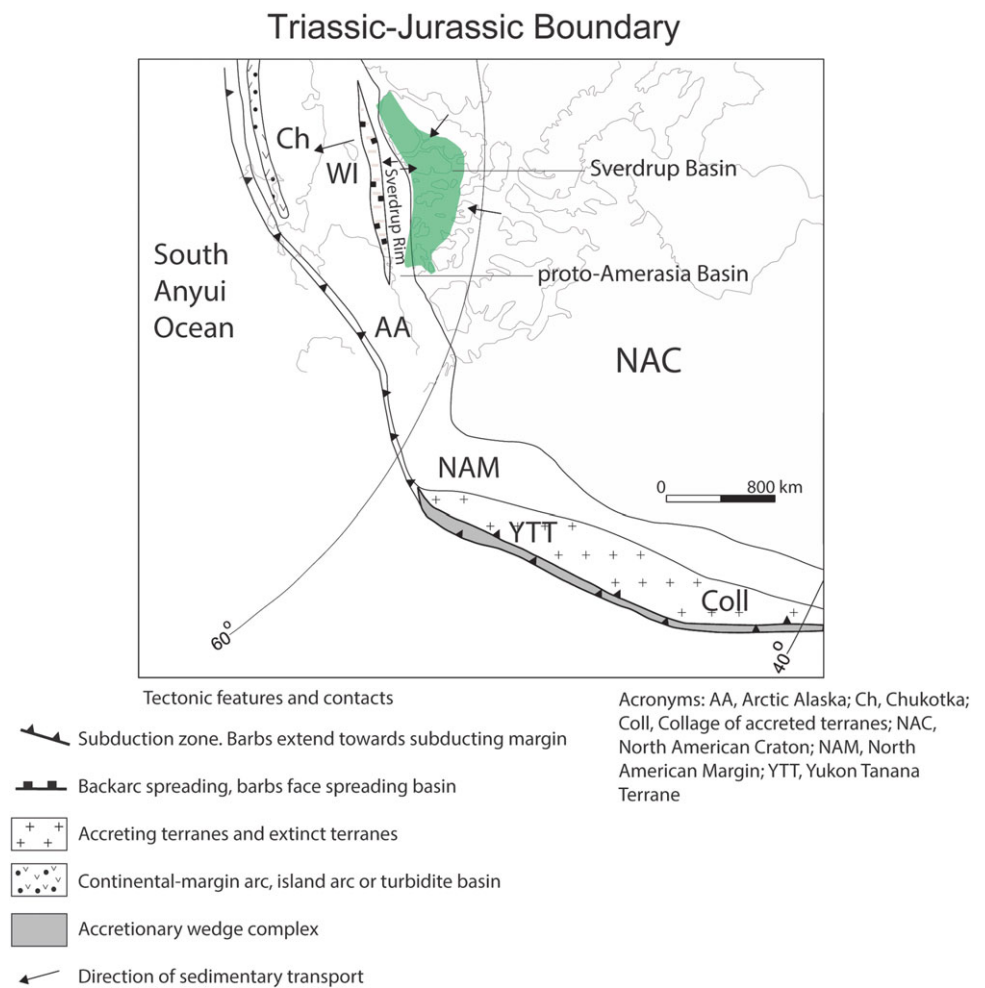 Triassic-Jurassic Boundary
Ch
WI
Sverdrup Rim
Sverdrup Basin
South
Anyui
Ocean
proto-Amerasia Basin
AA
NAC
NAM
0 800 km
YTT
Coll
60°
40°
Tectonic features and contacts
Subduction zone. Barbs extend towards subducting margin
Backarc spreading, barbs face spreading basin
Accreting terranes and extinct terranes
Continental-margin arc, island arc or turbidite basin
Accretionary wedge complex
Direction of sedimentary transport
Acronyms: AA, Arctic Alaska; Ch, Chukotka;
Coll, Collage of accreted terranes; NAC,
North American Craton; NAM, North
American Margin; YTT, Yukon Tanana
Terrane